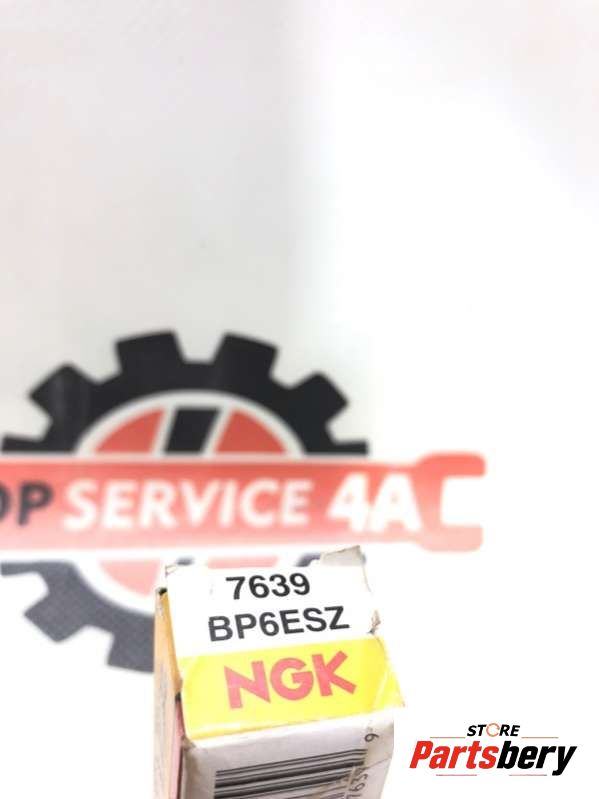 OP SERVICE 4A
7639
BP6ESZ
NGK
STORE
Partsbery